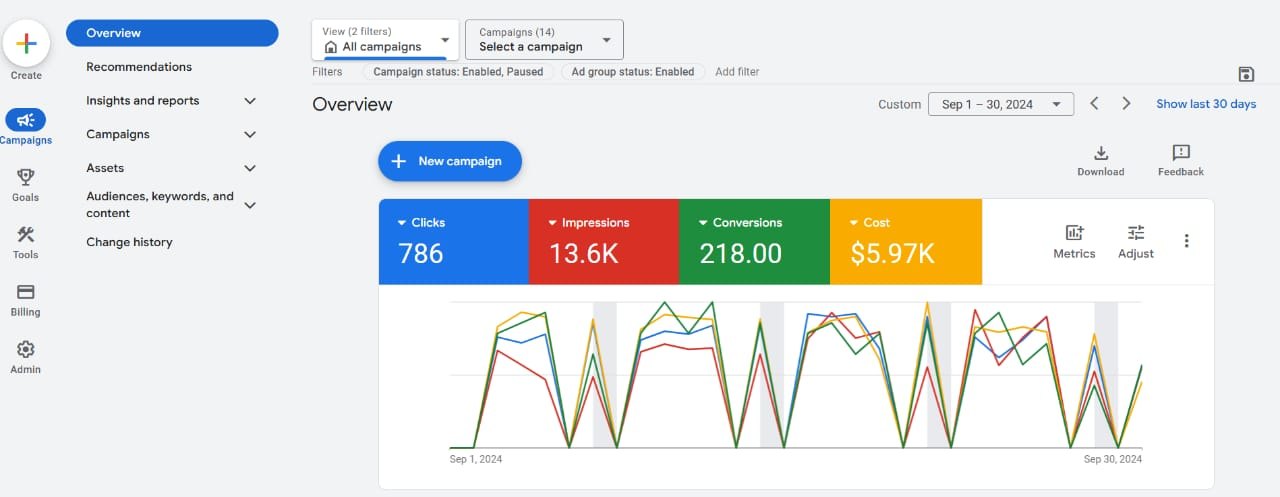 Create
Campaigns
Goals
Tools
Billing
Admin
Overview
Recommendations
Insights and reports
Campaigns
Assets
Audiences, keywords, and
content
Change history
View (2 filters)
All campaigns
Campaigns (14)
Select a campaign
Filters
Campaign status: Enabled, Paused
Ad group status: Enabled
Add filter
Overview
Custom
Sep 1 – 30, 2024
Show last 30 days
New campaign
Download
Feedback
Clicks
786
Impressions
13.6K
Conversions
218.00
Cost
$5.97K
Metrics
Adjust
Sep 1, 2024
Sep 30, 2024